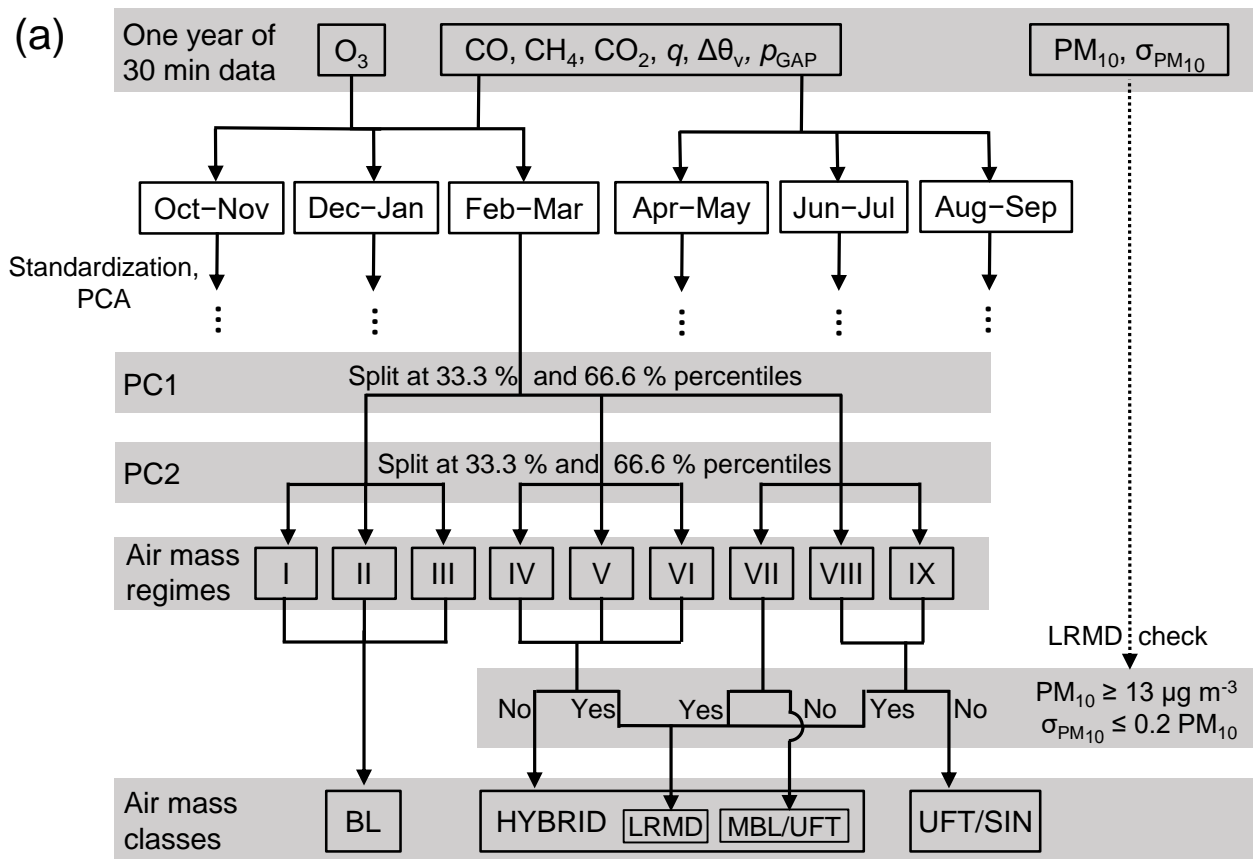 (a)
One year of
30 min data
O₃
CO, CH₄, CO₂, q, Δθᵥ, p_GAP
PM₁₀, σ_PM₁₀
Oct−Nov
Dec−Jan
Feb−Mar
Apr−May
Jun−Jul
Aug−Sep
Standardization,
PCA
⋮ ⋮ ⋮ ⋮ ⋮
PC1
Split at 33.3 % and 66.6 % percentiles
PC2
Split at 33.3 % and 66.6 % percentiles
Air mass
regimes
I
II
III
IV
V
VI
VII
VIII
IX
LRMD check
PM₁₀ ≥ 13 µg m⁻³
σ_PM₁₀ ≤ 0.2 PM₁₀
No
Yes
Yes
No
Yes
No
Air mass
classes
BL
HYBRID
LRMD
MBL/UFT
UFT/SIN